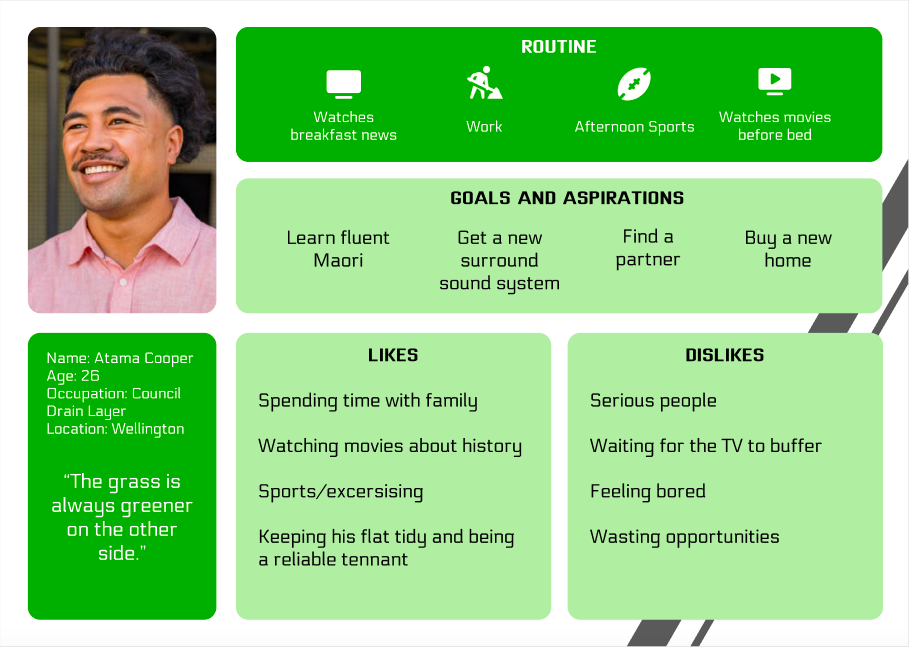 ROUTINE
Watches
breakfast news
Work
Afternoon Sports
Watches movies
before bed
GOALS AND ASPIRATIONS
Learn fluent
Maori
Get a new
surround
sound system
Find a
partner
Buy a new
home
Name: Atama Cooper
Age: 26
Occupation: Council
Drain Layer
Location: Wellington
“The grass is
always greener
on the other
side.”
LIKES
Spending time with family
Watching movies about history
Sports/excersising
Keeping his flat tidy and being
a reliable tennant
DISLIKES
Serious people
Waiting for the TV to buffer
Feeling bored
Wasting opportunities